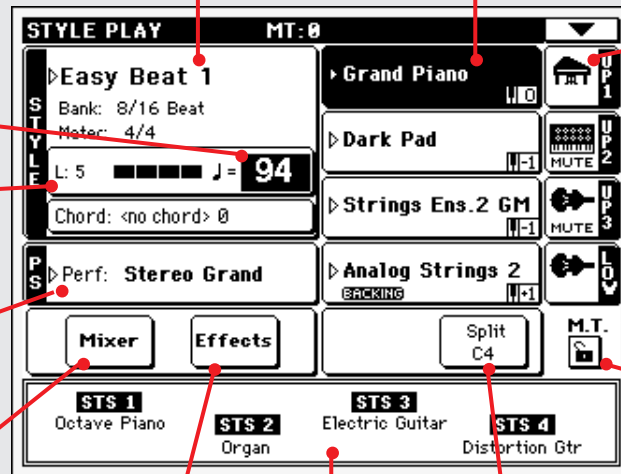 STYLE PLAY MT:0
STYLE
Easy Beat 1
Bank: 8/16 Beat
Meter: 4/4
L: 5 ♩= 94
Chord: <no chord> 0
PS
Perf: Stereo Grand
Grand Piano
0
UP1
Dark Pad
-1
MUTE
UP2
Strings Ens.2 GM
-1
MUTE
UP3
Analog Strings 2
BACKING
+1
LOW
Mixer
Effects
Split
C4
M.T.
STS 1
Octave Piano
STS 2
Organ
STS 3
Electric Guitar
STS 4
Distortion Gtr